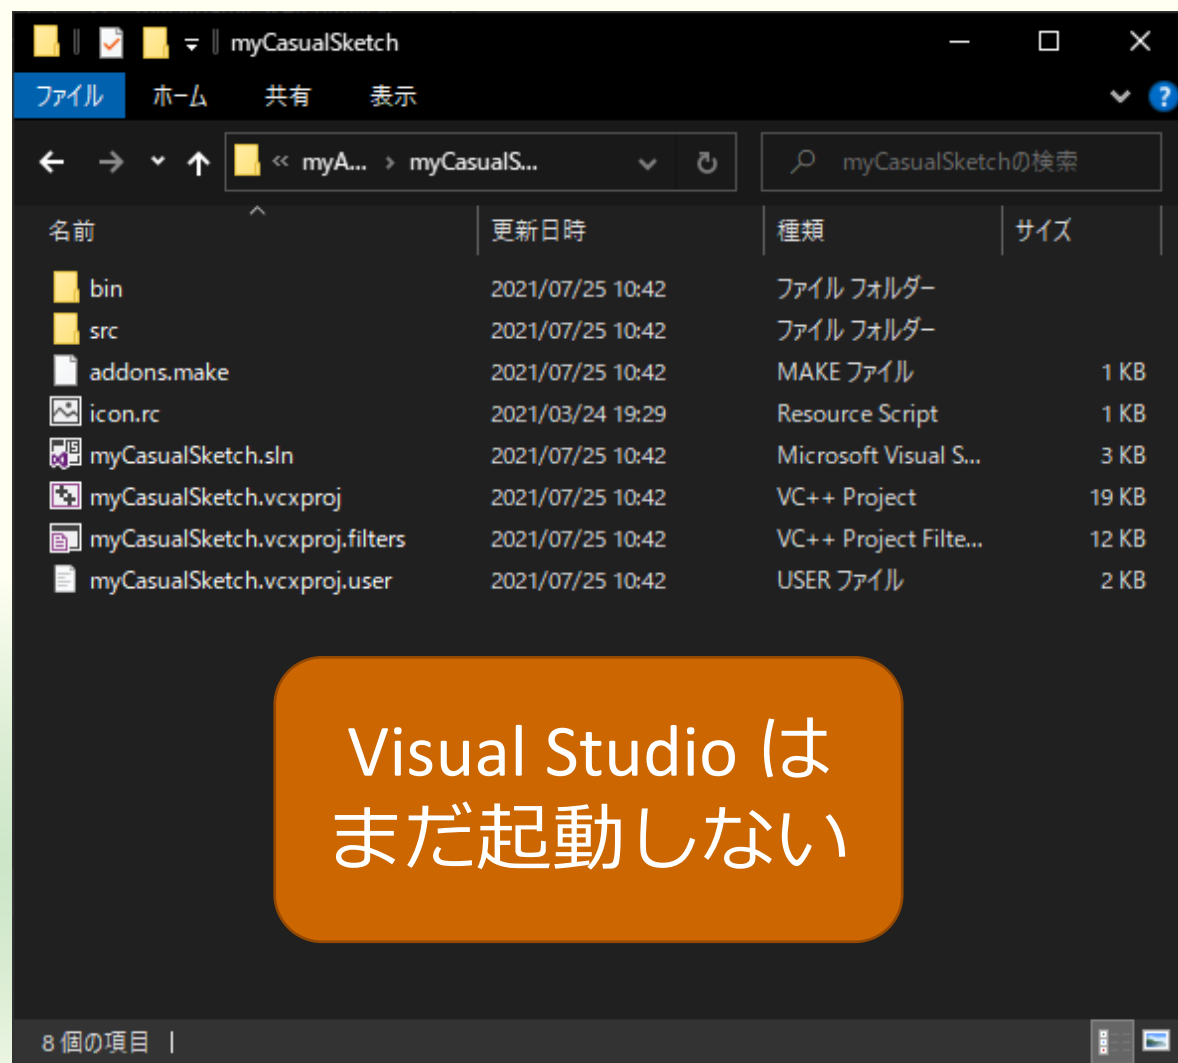 myCasualSketch
ファイル ホーム 共有 表示
« myA... › myCasualS... myCasualSketchの検索
名前 更新日時 種類 サイズ
bin 2021/07/25 10:42 ファイル フォルダー
src 2021/07/25 10:42 ファイル フォルダー
addons.make 2021/07/25 10:42 MAKE ファイル 1 KB
icon.rc 2021/03/24 19:29 Resource Script 1 KB
myCasualSketch.sln 2021/07/25 10:42 Microsoft Visual S... 3 KB
myCasualSketch.vcxproj 2021/07/25 10:42 VC++ Project 19 KB
myCasualSketch.vcxproj.filters 2021/07/25 10:42 VC++ Project Filte... 12 KB
myCasualSketch.vcxproj.user 2021/07/25 10:42 USER ファイル 2 KB
Visual Studio は
まだ起動しない
8 個の項目